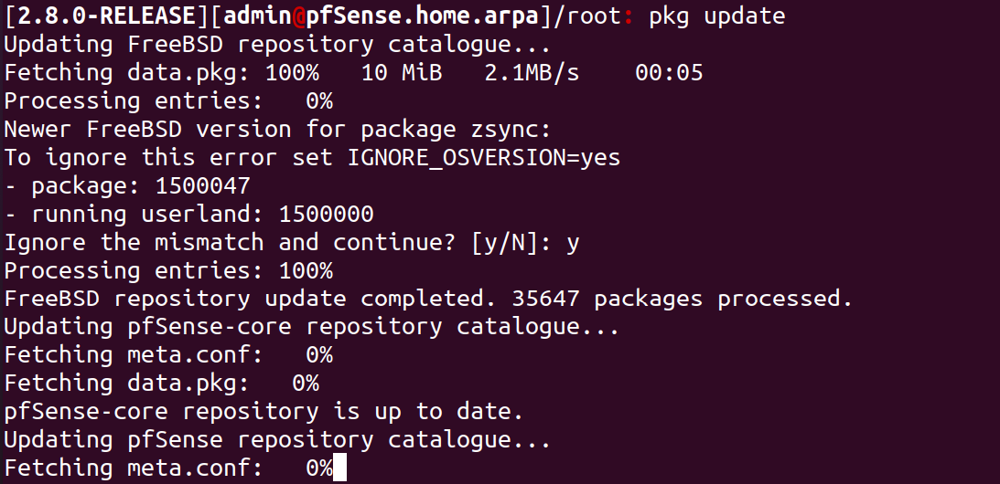 [2.8.0-RELEASE][admin@pfSense.home.arpa]/root: pkg update
Updating FreeBSD repository catalogue...
Fetching data.pkg: 100%   10 MiB   2.1MB/s    00:05
Processing entries:   0%
Newer FreeBSD version for package zsync:
To ignore this error set IGNORE_OSVERSION=yes
- package: 1500047
- running userland: 1500000
Ignore the mismatch and continue? [y/N]: y
Processing entries: 100%
FreeBSD repository update completed. 35647 packages processed.
Updating pfSense-core repository catalogue...
Fetching meta.conf:   0%
Fetching data.pkg:   0%
pfSense-core repository is up to date.
Updating pfSense repository catalogue...
Fetching meta.conf:   0%